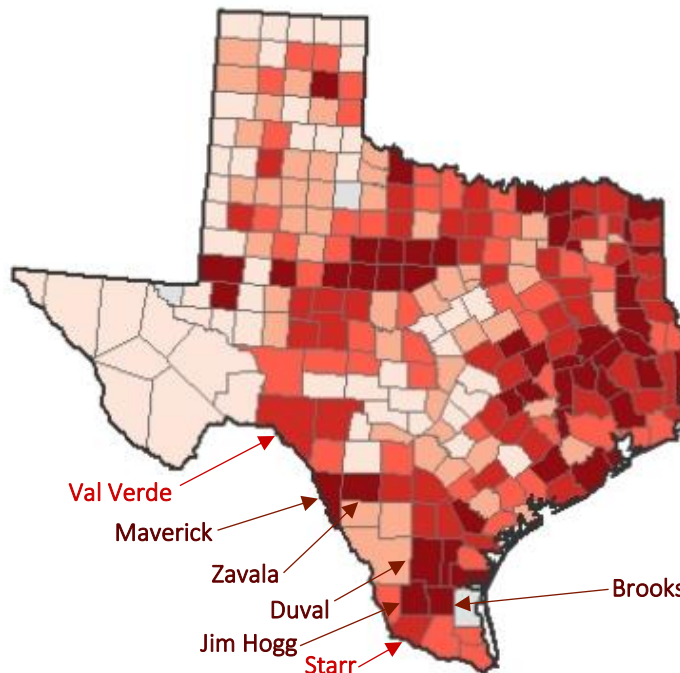 Val Verde
Maverick
Zavala
Duval
Brooks
Jim Hogg
Starr